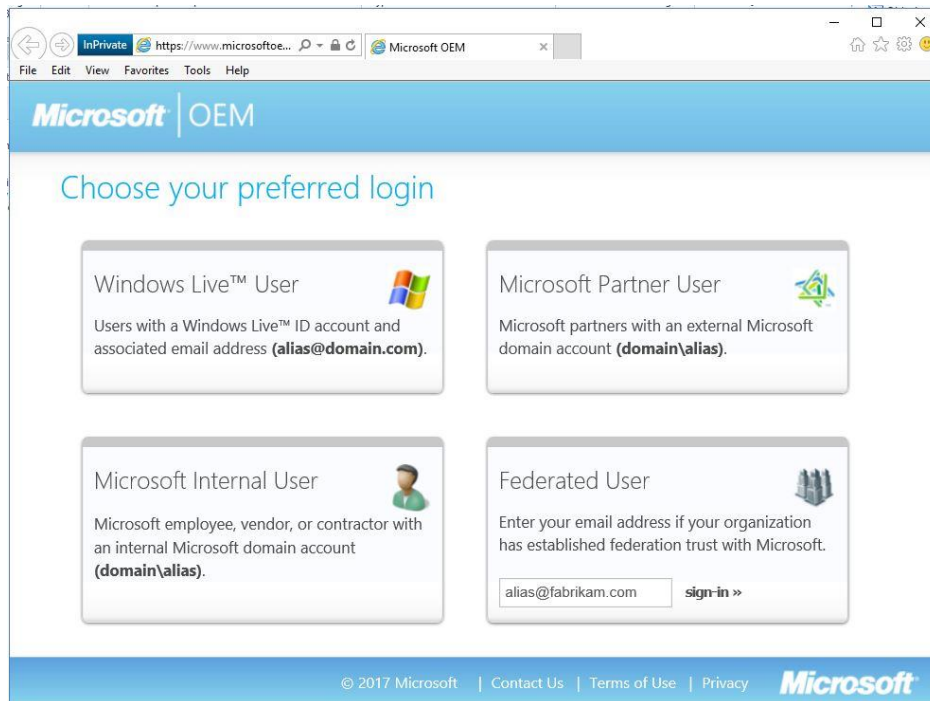 InPrivate https://www.microsoftoe... Microsoft OEM
File Edit View Favorites Tools Help
Microsoft OEM
Choose your preferred login
Windows Live™ User
Users with a Windows Live™ ID account and
associated email address (alias@domain.com).
Microsoft Partner User
Microsoft partners with an external Microsoft
domain account (domain\alias).
Microsoft Internal User
Microsoft employee, vendor, or contractor with
an internal Microsoft domain account
(domain\alias).
Federated User
Enter your email address if your organization
has established federation trust with Microsoft.
alias@fabrikam.com sign-in »
© 2017 Microsoft | Contact Us | Terms of Use | Privacy Microsoft